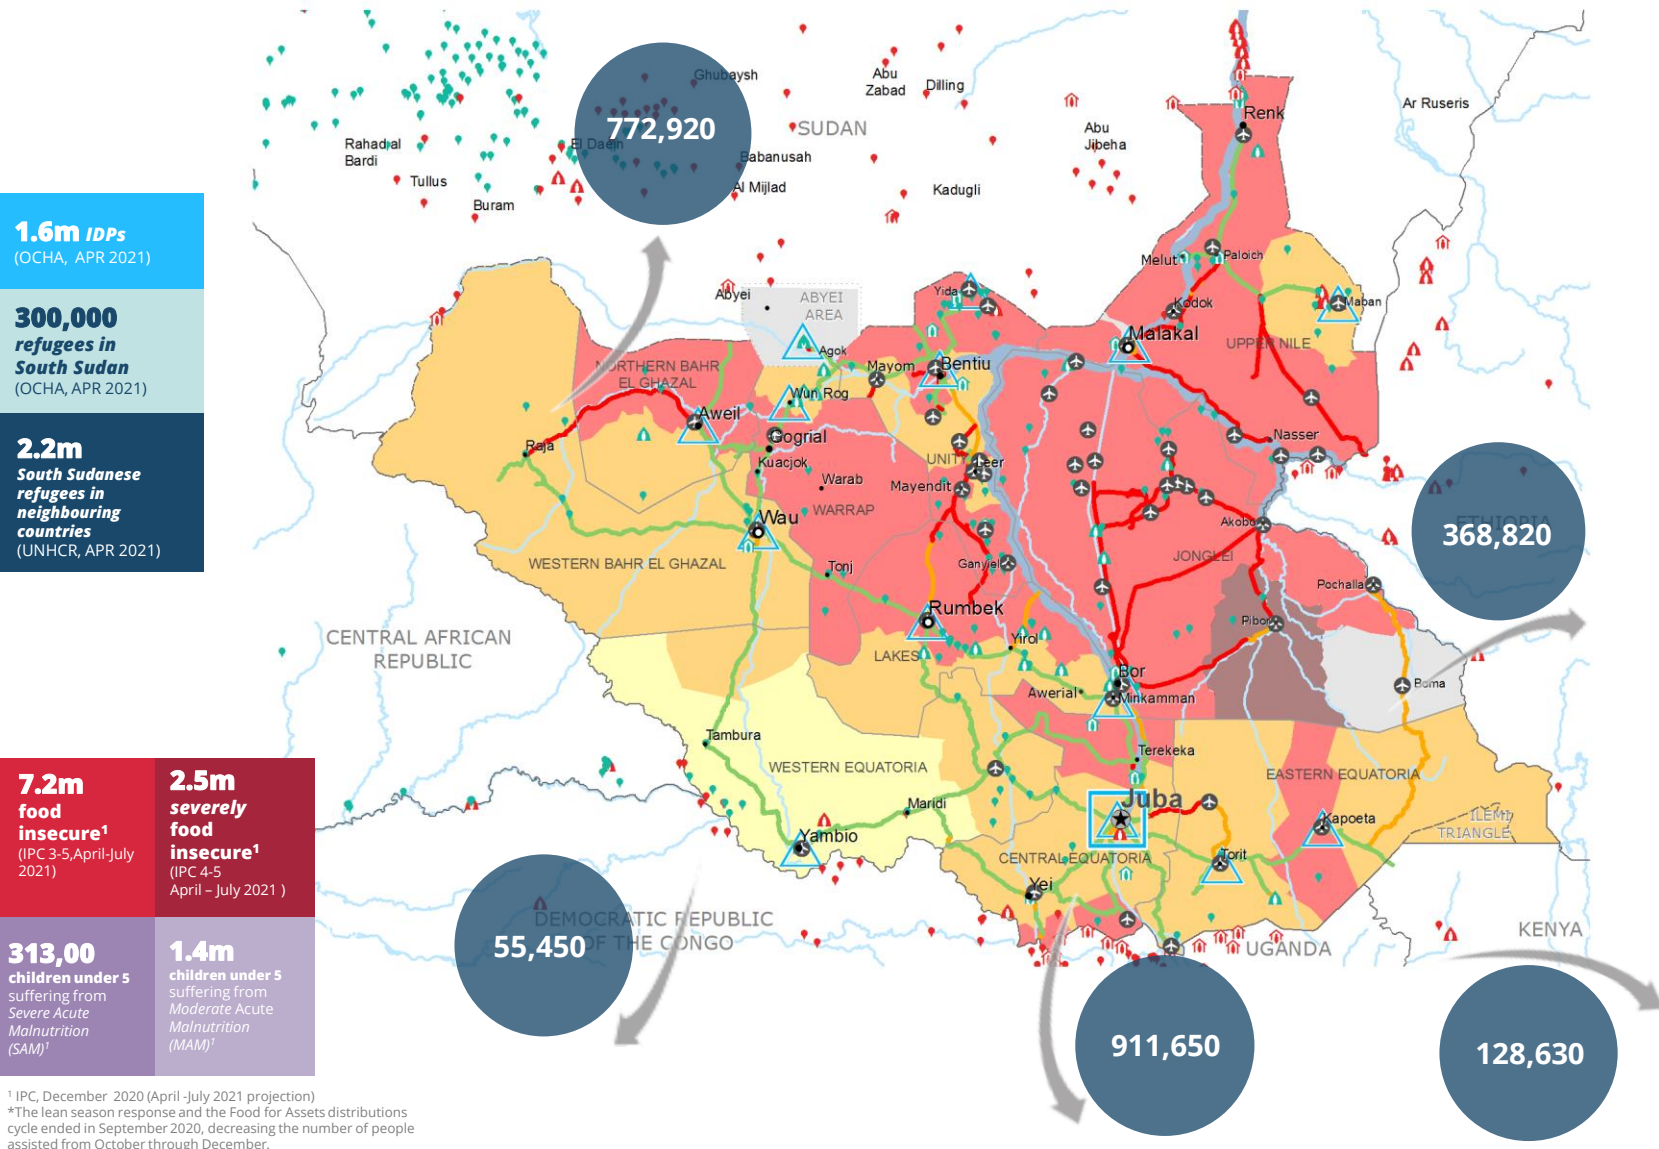 1.6m IDPs
(OCHA, APR 2021)
300,000
refugees in
South Sudan
(OCHA, APR 2021)
2.2m
South Sudanese
refugees in
neighbouring
countries
(UNHCR, APR 2021)
7.2m
food
insecure¹
(IPC 3-5,April-July
2021)
2.5m
severely
food
insecure¹
(IPC 4-5
April – July 2021 )
313,00
children under 5
suffering from
Severe Acute
Malnutrition
(SAM)¹
1.4m
children under 5
suffering from
Moderate Acute
Malnutrition
(MAM)¹
¹ IPC, December 2020 (April -July 2021 projection)
*The lean season response and the Food for Assets distributions
cycle ended in September 2020, decreasing the number of people
assisted from October through December.
Ghubaysh
772,920
El Daein
Abu
Zabad
Dilling
SUDAN
Rahad al
Bardi
Tullus
Buram
Babanusah
Al Mijlad
Kadugli
Abu
Jibeha
Ar Ruseris
Renk
Paloich
Melut
Kodok
Maban
Malakal
UPPER NILE
Abyei
ABYEI
AREA
Agok
Yida
Mayom
Bentiu
NORTHERN BAHR
EL GHAZAL
Wun Rog
Aweil
Gogrial
Kuacjok
Raja
Warab
WARRAP
UNITY
Leer
Mayendit
Nasser
Wau
WESTERN BAHR EL GHAZAL
Akobo
ETHIOPIA
368,820
JONGLEI
Tonj
Ganyiel
Pochalla
Rumbek
Pibor
CENTRAL AFRICAN
REPUBLIC
LAKES
Yirol
Bor
Awerial
Minkamman
Boma
Tambura
Terekeka
WESTERN EQUATORIA
EASTERN EQUATORIA
Juba
Maridi
Kapoeta
ILEMI
TRIANGLE
Yambio
CENTRAL EQUATORIA
Torit
Yei
DEMOCRATIC REPUBLIC
OF THE CONGO
55,450
UGANDA
KENYA
911,650
128,630